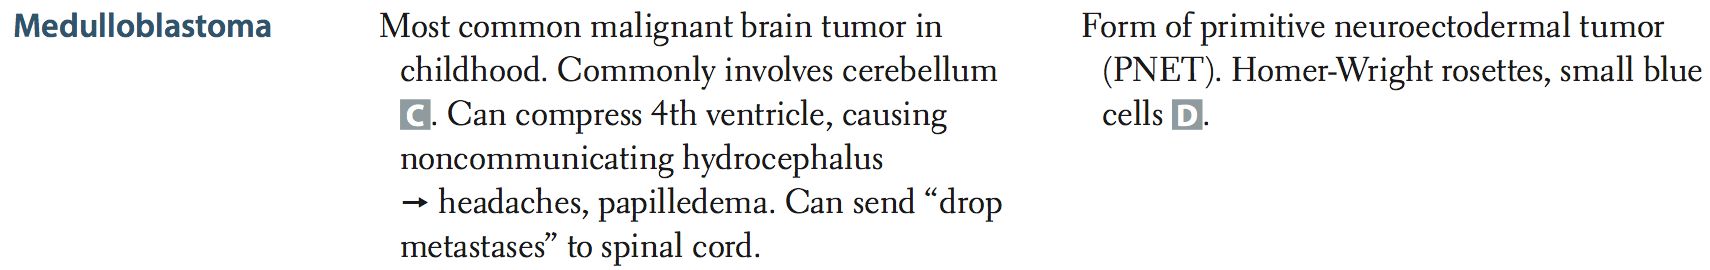 Medulloblastoma
Most common malignant brain tumor in
childhood. Commonly involves cerebellum
C. Can compress 4th ventricle, causing
noncommunicating hydrocephalus
→ headaches, papilledema. Can send “drop
metastases” to spinal cord.
Form of primitive neuroectodermal tumor
(PNET). Homer-Wright rosettes, small blue
cells D.